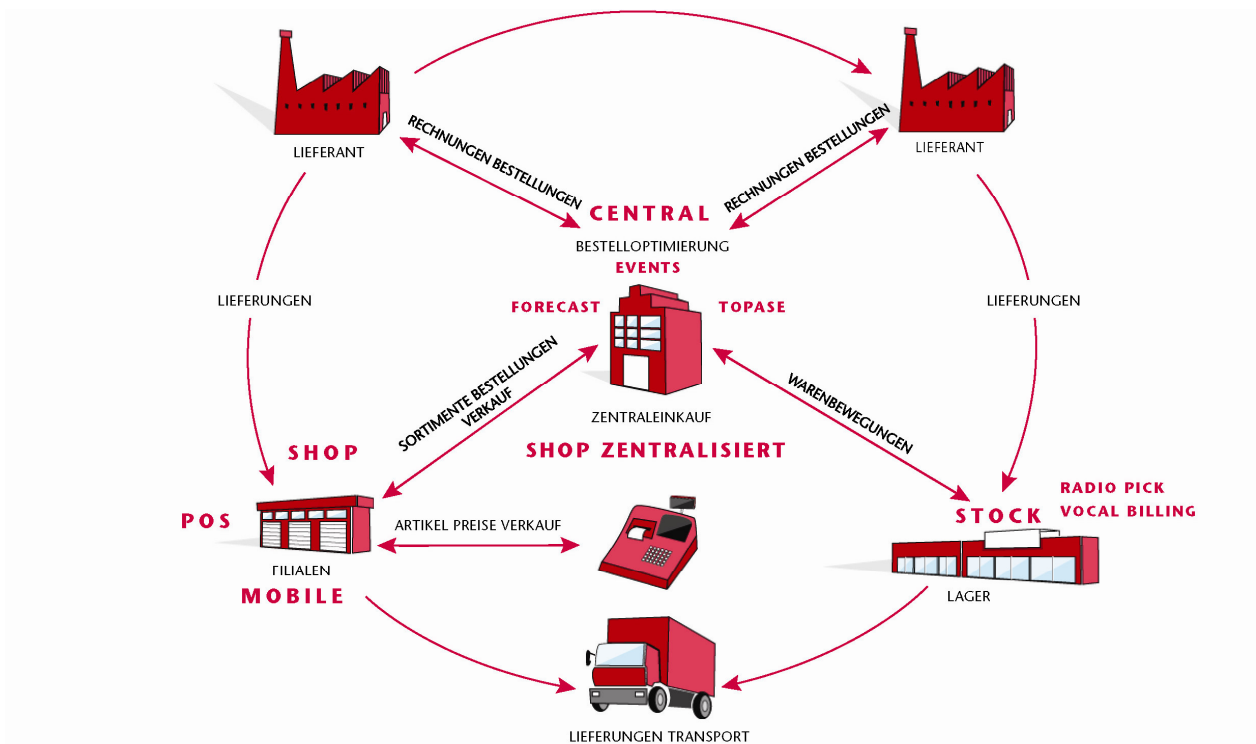 LIEFERANT
LIEFERANT
RECHNUNGEN BESTELLUNGEN
RECHNUNGEN BESTELLUNGEN
CENTRAL
BESTELLOPTIMIERUNG
EVENTS
FORECAST
TOPASE
LIEFERUNGEN
LIEFERUNGEN
SORTIMENTE BESTELLUNGEN
VERKAUF
WARENBEWEGUNGEN
ZENTRALEINKAUF
SHOP ZENTRALISIERT
SHOP
POS
ARTIKEL PREISE VERKAUF
FILIALEN
MOBILE
RADIO PICK
VOCAL BILLING
STOCK
LAGER
LIEFERUNGEN TRANSPORT